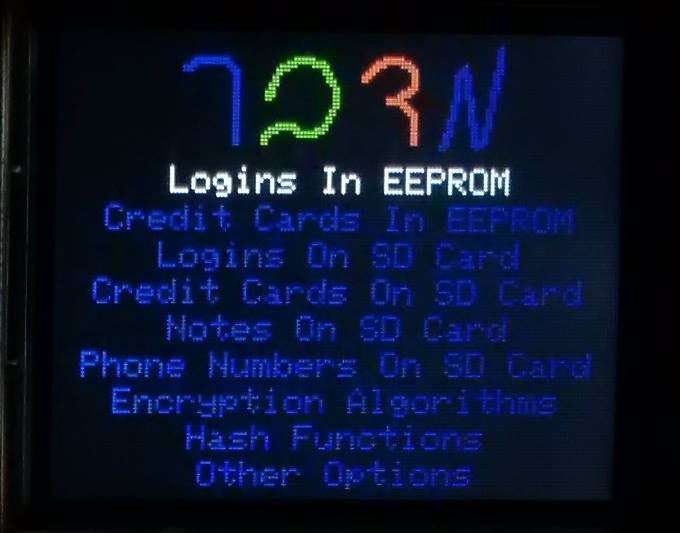 Logins In EEPROM
Credit Cards In EEPROM
Logins On SD Card
Credit Cards On SD Card
Notes On SD Card
Phone Numbers On SD Card
Encryption Algorithms
Hash Functions
Other Options